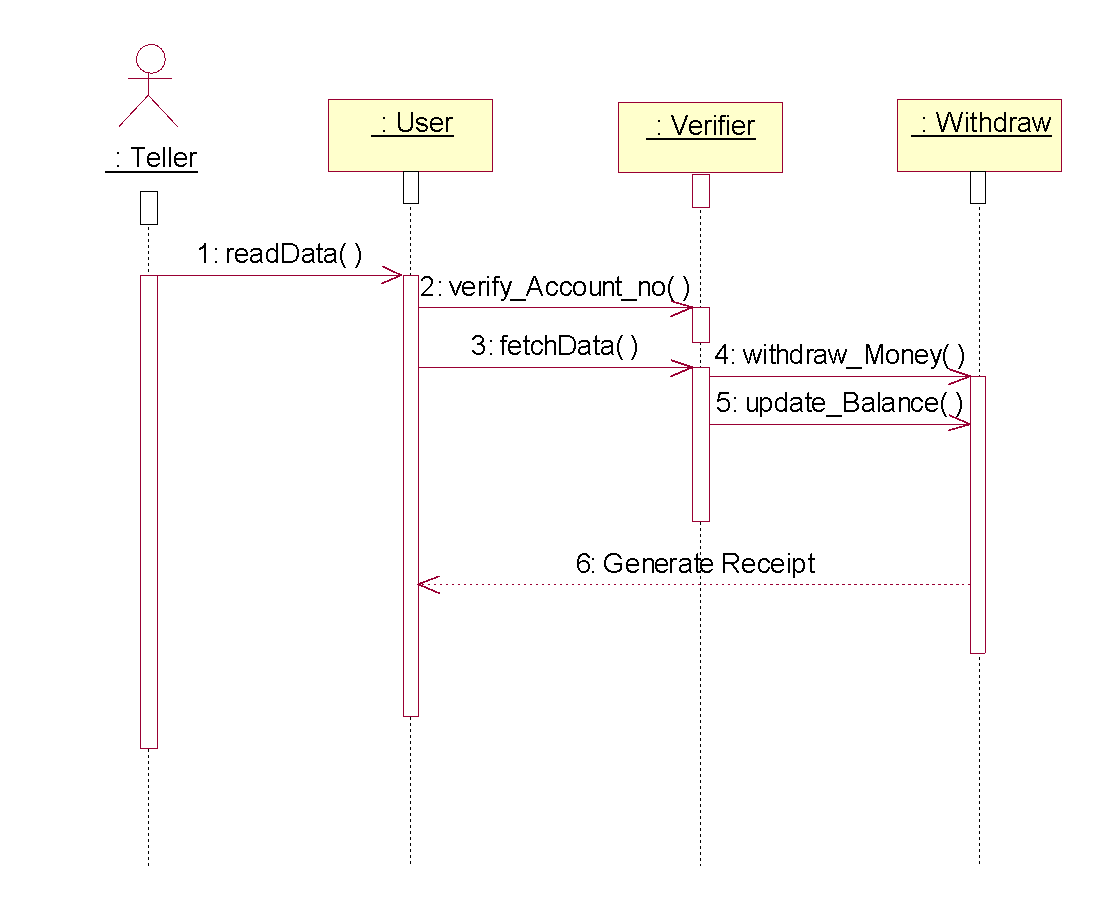 : Teller
: User
: Verifier
: Withdraw
1: readData( )
2: verify_Account_no( )
3: fetchData( )
4: withdraw_Money( )
5: update_Balance( )
6: Generate Receipt